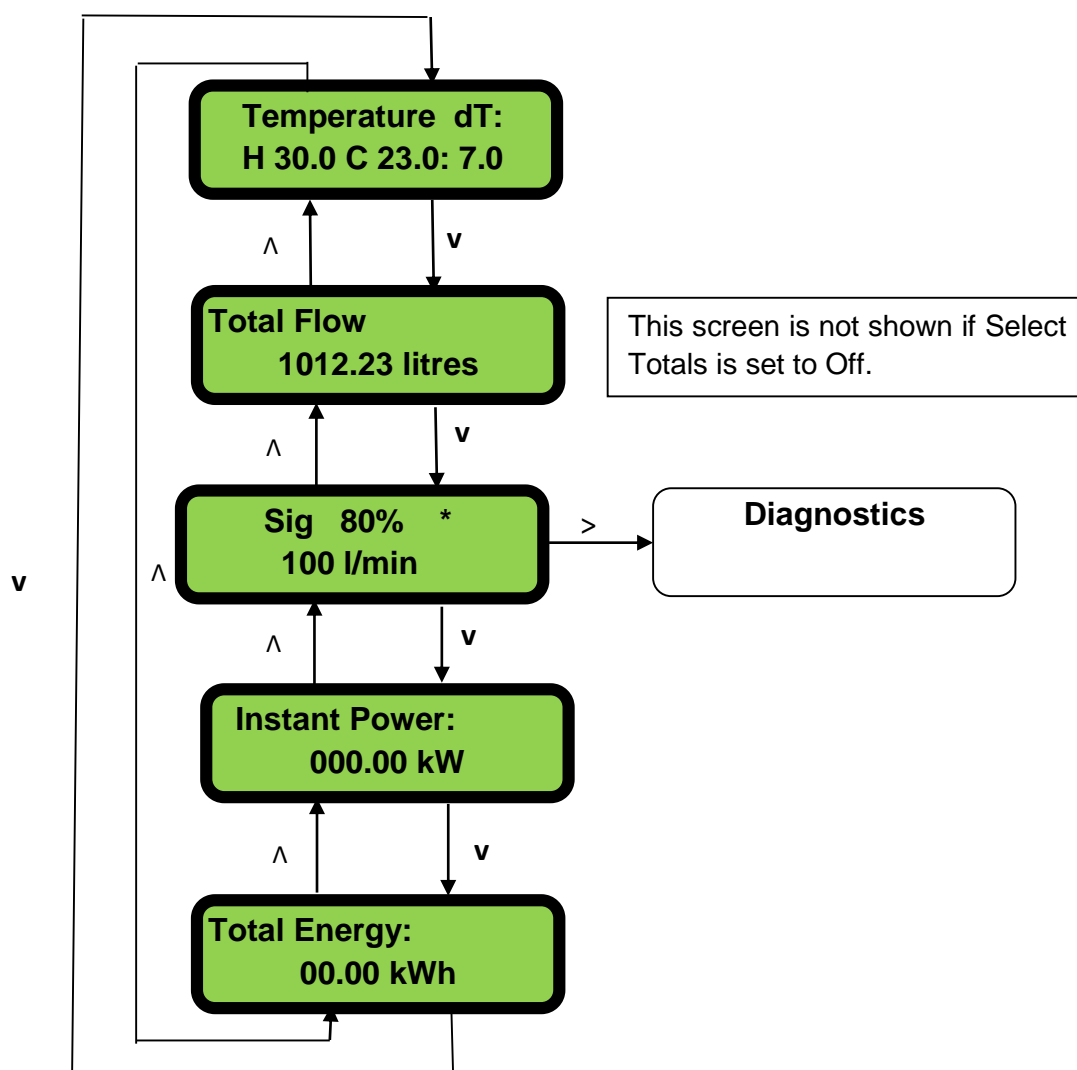 Temperature dT:
H 30.0 C 23.0: 7.0
ʌ
v
Total Flow
1012.23 litres
This screen is not shown if Select
Totals is set to Off.
ʌ
v
Sig 80% *
100 l/min
>
Diagnostics
v
ʌ
ʌ
v
Instant Power:
000.00 kW
ʌ
v
Total Energy:
00.00 kWh